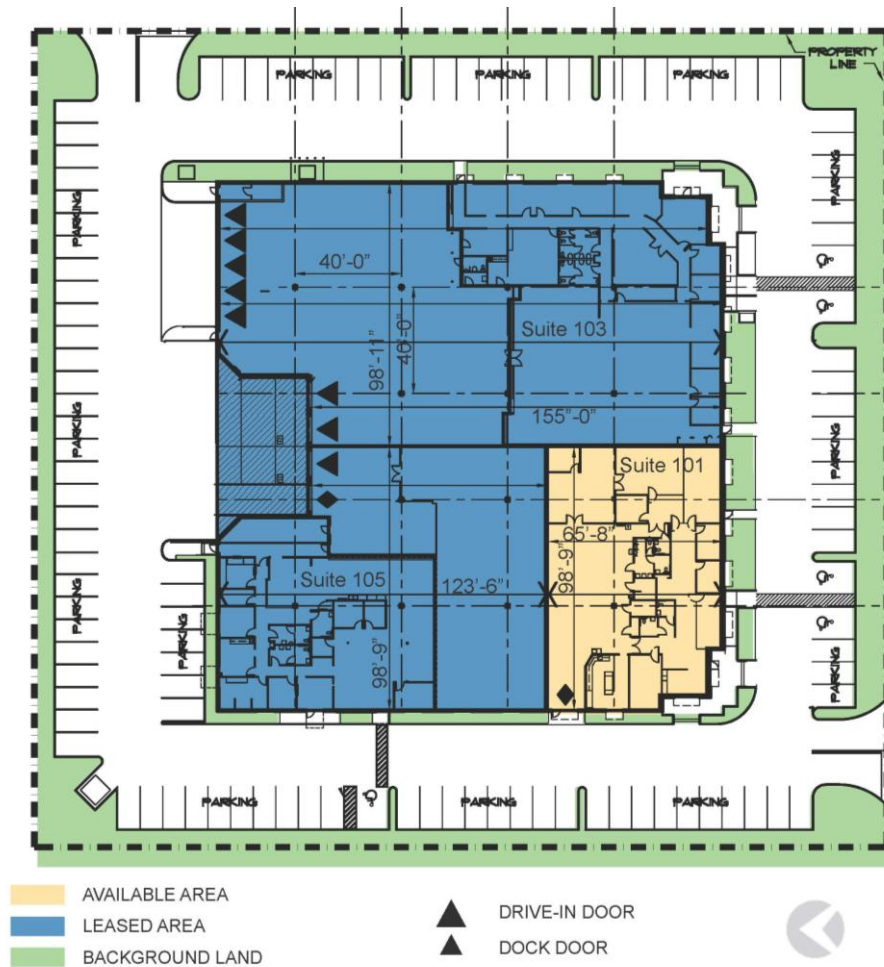 PROPERTY
LINE
PARKING
PARKING
PARKING
PARKING
PARKING
40'-0"
40'-0"
98'-11"
Suite 103
155"-0"
PARKING
PARKING
Suite 101
65'-8"
98'-9"
Suite 105
123'-6"
98'-9"
PARKING
PARKING
PARKING
PARKING
PARKING
PARKING
PARKING
AVAILABLE AREA
LEASED AREA
BACKGROUND LAND
DRIVE-IN DOOR
DOCK DOOR